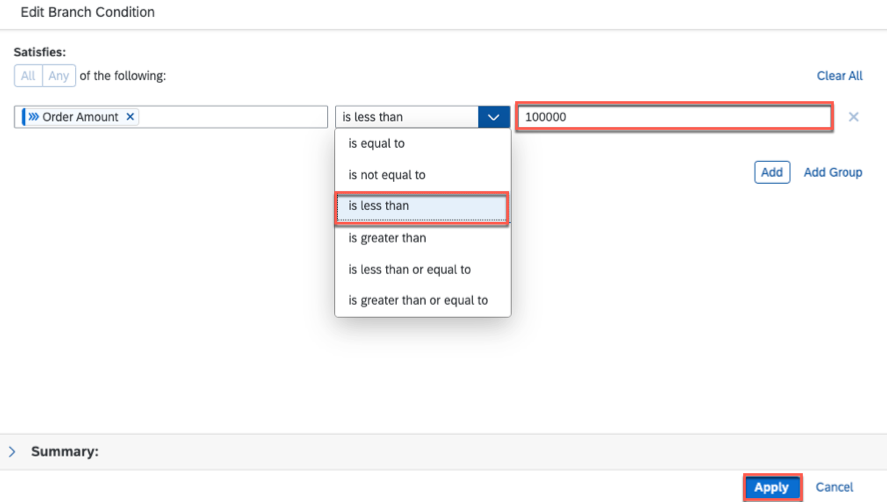 Edit Branch Condition
Satisfies:
All Any of the following:
Clear All
Order Amount
is less than
100000
is equal to
is not equal to
is less than
is greater than
is less than or equal to
is greater than or equal to
Add Add Group
Summary:
Apply Cancel